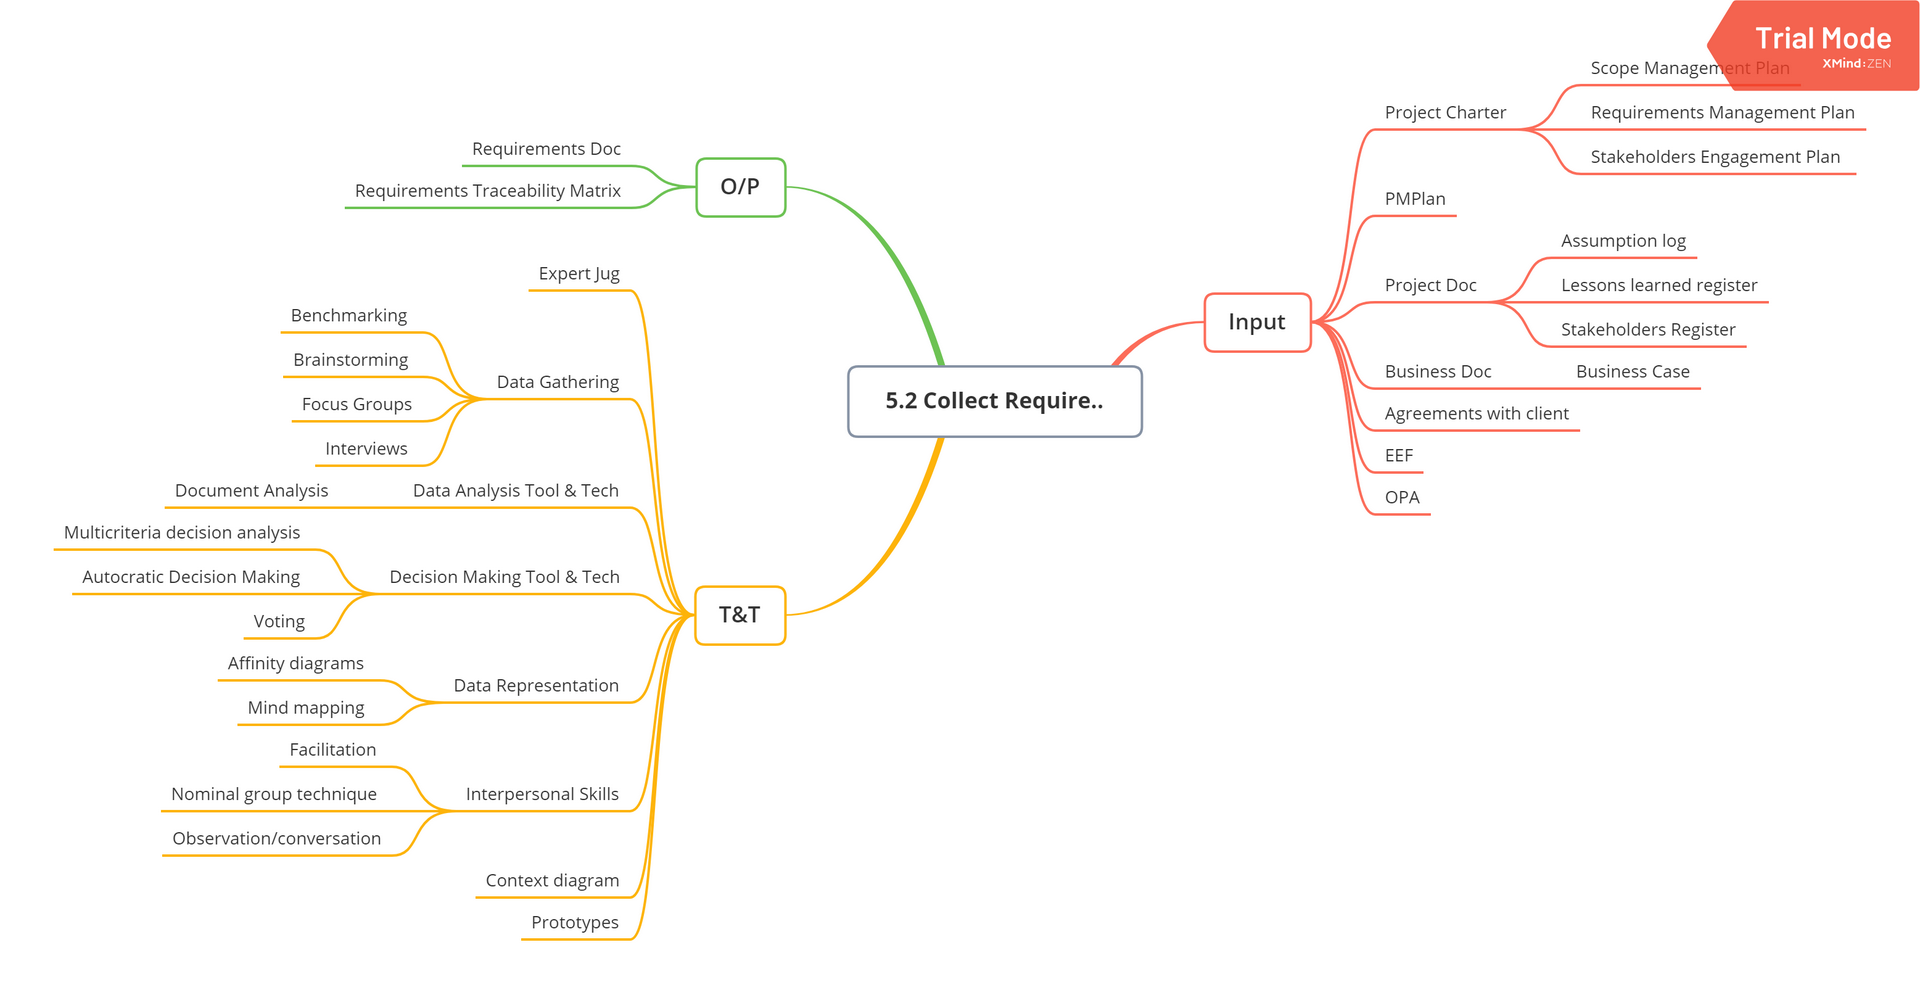 Trial Mode
XMind:ZEN
5.2 Collect Require..
Input
Project Charter
Scope Management Plan
Requirements Management Plan
Stakeholders Engagement Plan
PMPlan
Project Doc
Assumption log
Lessons learned register
Stakeholders Register
Business Doc
Business Case
Agreements with client
EEF
OPA
O/P
Requirements Doc
Requirements Traceability Matrix
T&T
Expert Jug
Data Gathering
Benchmarking
Brainstorming
Focus Groups
Interviews
Data Analysis Tool & Tech
Document Analysis
Decision Making Tool & Tech
Multicriteria decision analysis
Autocratic Decision Making
Voting
Data Representation
Affinity diagrams
Mind mapping
Interpersonal Skills
Facilitation
Nominal group technique
Observation/conversation
Context diagram
Prototypes